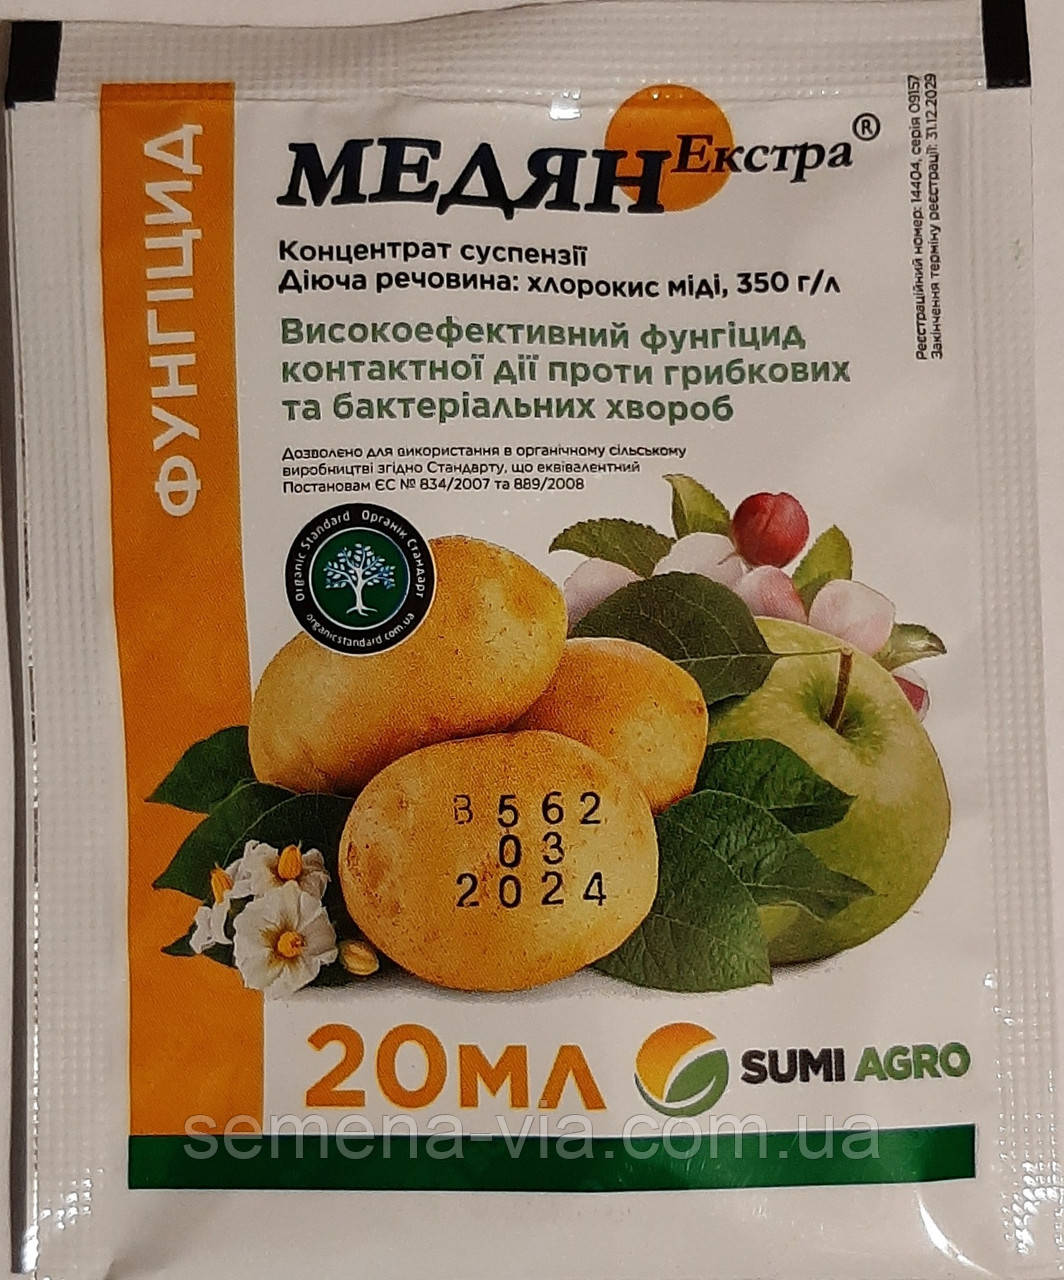 ФУНГІЦИД
МЕДЯН Екстра®
Концентрат суспензії
Діюча речовина: хлорокис міді, 350 г/л
Високоефективний фунгіцид
контактної дії проти грибкових
та бактеріальних хвороб
Дозволено для використання в органічному сільському
виробництві згідно Стандарту, що еквівалентний
Постановам ЄС № 834/2007 та 889/2008
Реєстраційний номер: 14404, серія 09157
Закінчення терміну реєстрації: 31.12.2029
Organic Standard Органік Стандарт
organicstandard.com.ua
B562
03
2024
20МЛ
SUMI AGRO
semena-via.com.ua